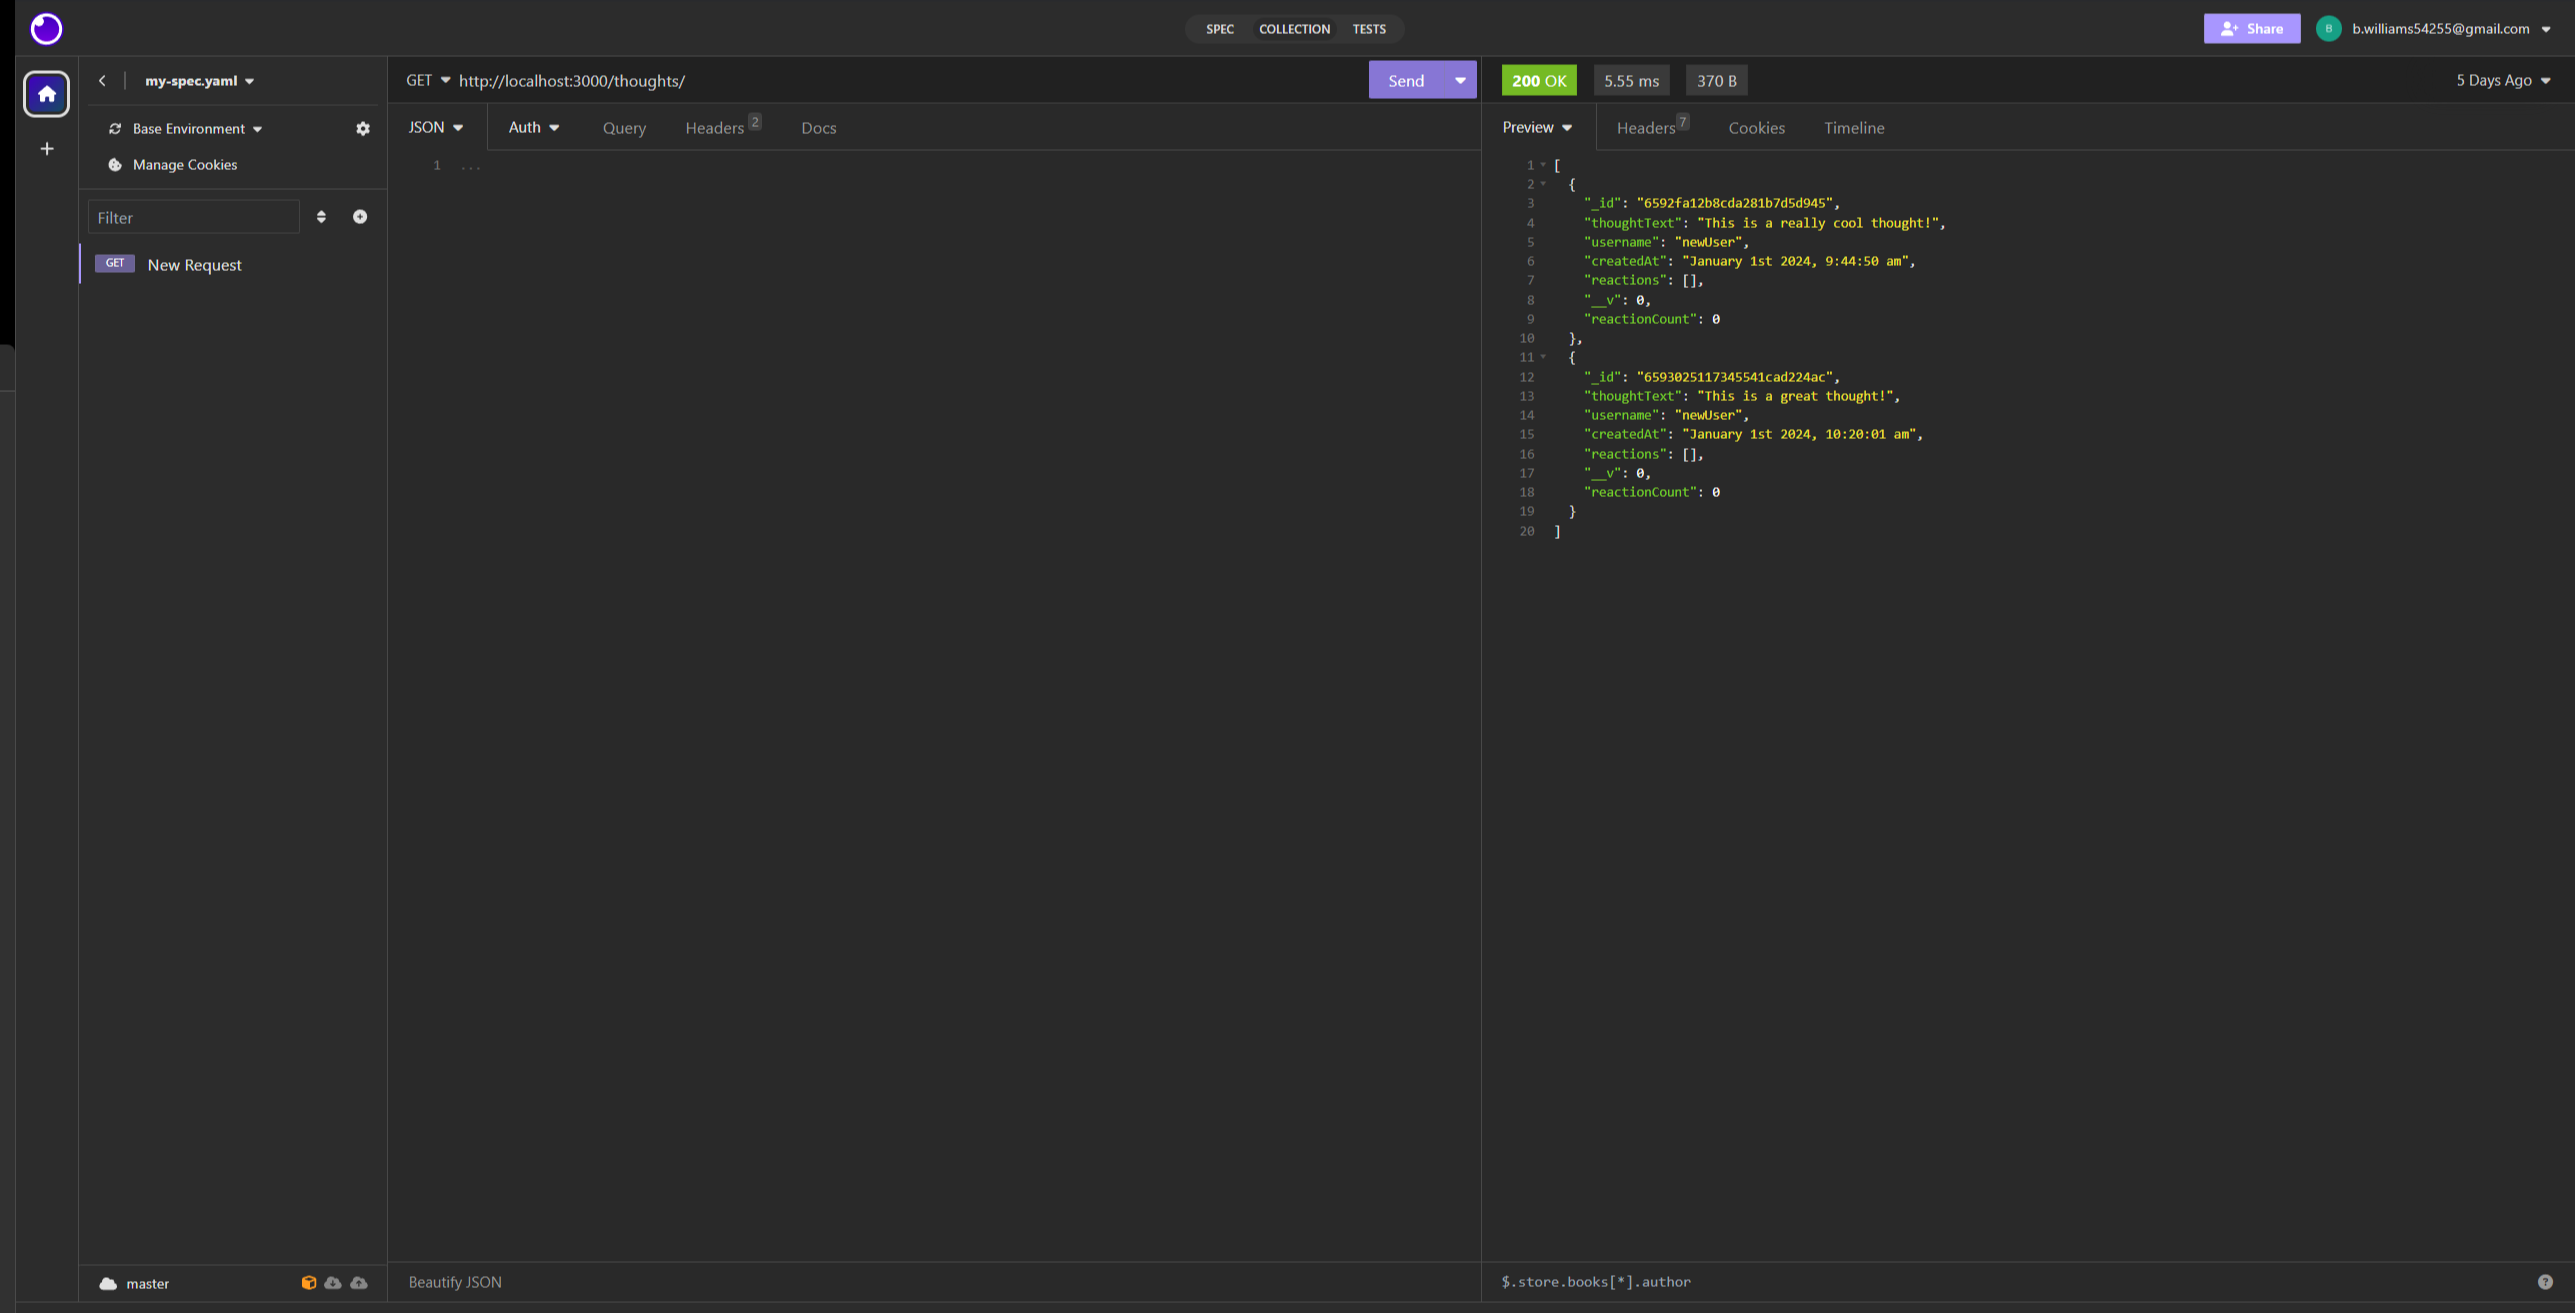 SPEC COLLECTION TESTS
Share
B b.williams54255@gmail.com
my-spec.yaml
Base Environment
Manage Cookies
Filter
GET New Request
master
GET http://localhost:3000/thoughts/
Send
JSON Auth Query Headers 2 Docs
1 ...
Beautify JSON
200 OK 5.55 ms 370 B 5 Days Ago
Preview Headers 7 Cookies Timeline
1 [
2 {
3 "_id": "6592fa12b8cda281b7d5d945",
4 "thoughtText": "This is a really cool thought!",
5 "username": "newUser",
6 "createdAt": "January 1st 2024, 9:44:50 am",
7 "reactions": [],
8 "__v": 0,
9 "reactionCount": 0
10 },
11 {
12 "_id": "6593025117345541cad224ac",
13 "thoughtText": "This is a great thought!",
14 "username": "newUser",
15 "createdAt": "January 1st 2024, 10:20:01 am",
16 "reactions": [],
17 "__v": 0,
18 "reactionCount": 0
19 }
20 ]
$.store.books[*].author
?